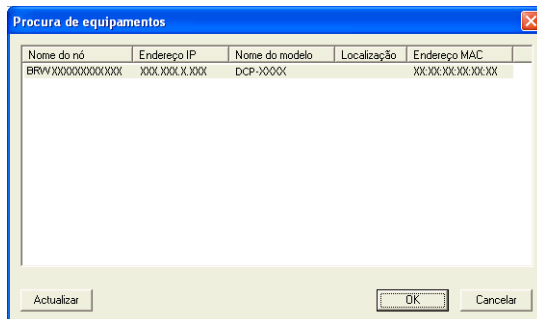 Procura de equipamentos
Nome do nó Endereço IP Nome do modelo Localização Endereço MAC
BRWXXXXXXXXXXXX XXX.XXX.X.XXX DCP-XXXX XX:XX:XX:XX:XX:XX
Actualizar OK Cancelar